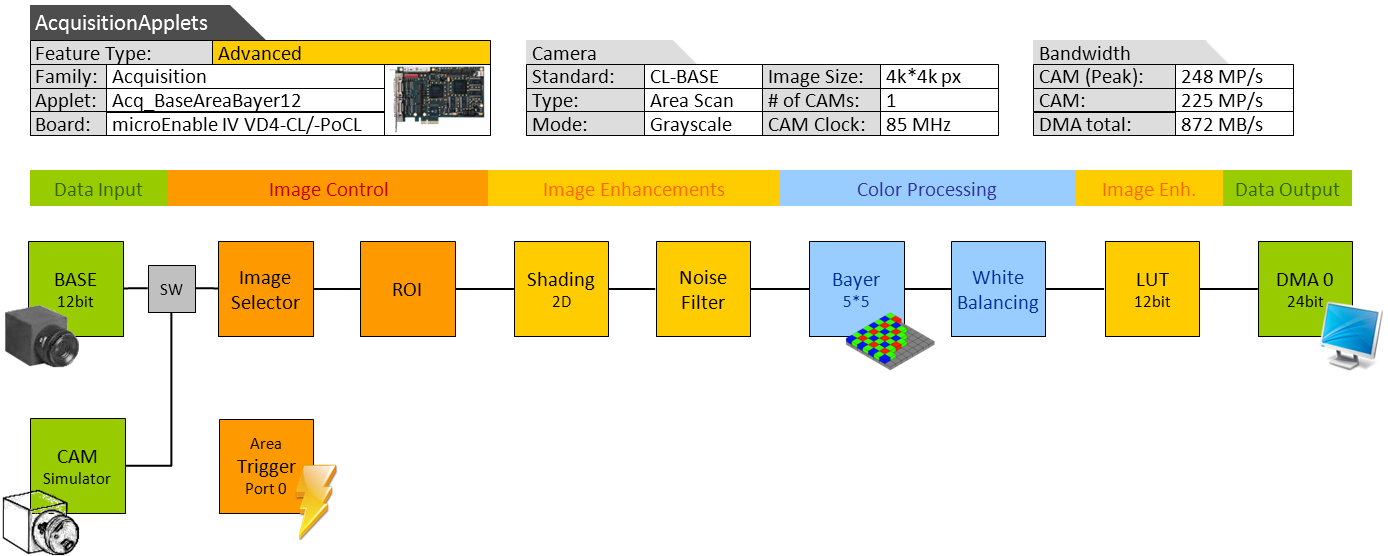 AcquisitionApplets
Feature Type: Advanced
Family: Acquisition
Applet: Acq_BaseAreaBayer12
Board: microEnable IV VD4-CL/-PoCL
Camera
Standard: CL-BASE Image Size: 4k*4k px
Type: Area Scan # of CAMs: 1
Mode: Grayscale CAM Clock: 85 MHz
Bandwidth
CAM (Peak): 248 MP/s
CAM: 225 MP/s
DMA total: 872 MB/s
Data Input Image Control Image Enhancements Color Processing Image Enh. Data Output
BASE
12bit
SW
Image
Selector
ROI
Shading
2D
Noise
Filter
Bayer
5*5
White
Balancing
LUT
12bit
DMA 0
24bit
CAM
Simulator
Area
Trigger
Port 0